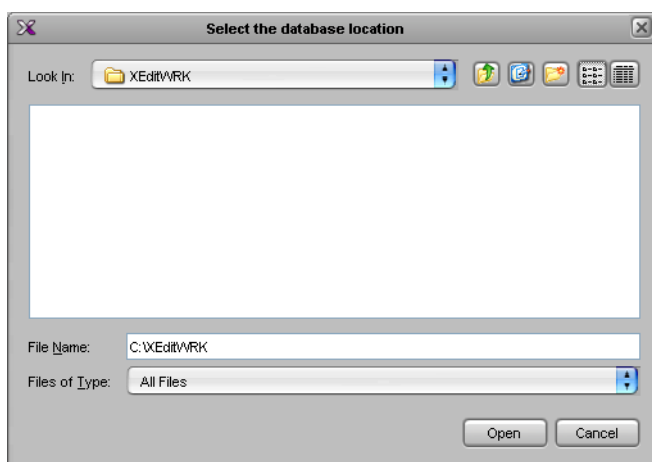 Select the database location
Look In: XEditWRK
File Name: C:\XEditWRK
Files of Type: All Files
Open Cancel